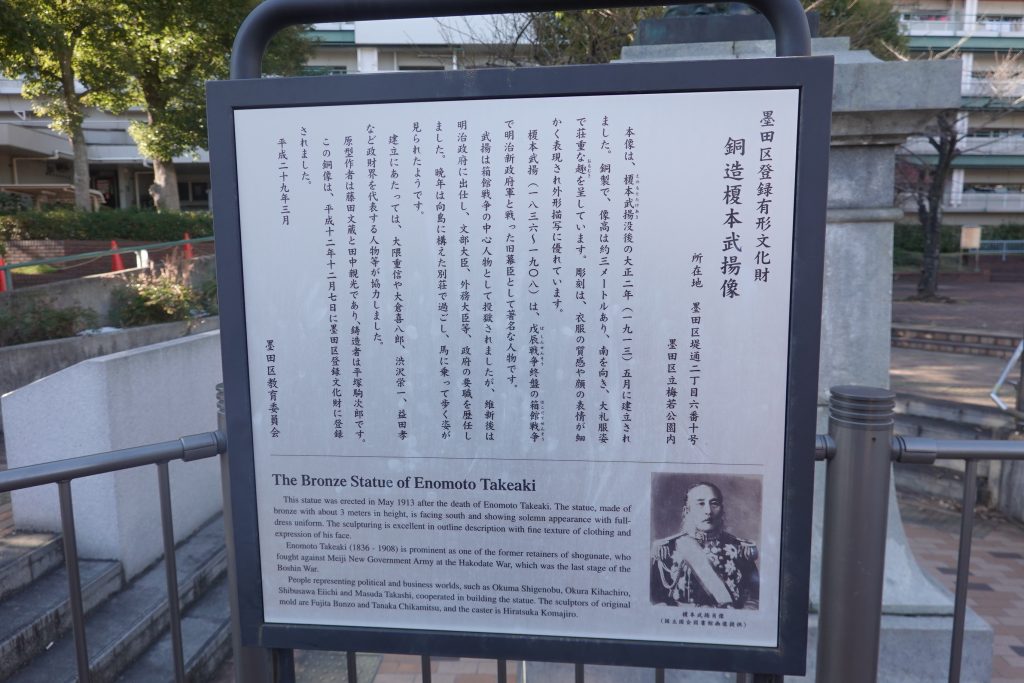 墨田区登録有形文化財
銅造榎本武揚像
所在地　墨田区堤通二丁目六番十号
墨田区立梅若公園内
本像は、榎本武揚没後の大正二年（一九一三）五月に建立され
ました。銅製で、像高は約三メートルあり、南を向き、大礼服姿
で荘重な趣を呈しています。彫刻は、衣服の質感や顔の表情が細
かく表現され外形描写に優れています。
榎本武揚（一八三六～一九〇八）は、戊辰戦争終盤の箱館戦争
で明治新政府軍と戦った旧幕臣として著名な人物です。
武揚は箱館戦争の中心人物として投獄されましたが、維新後は
明治政府に出仕し、文部大臣、外務大臣等、政府の要職を歴任し
ました。晩年は向島に構えた別荘で過ごし、馬に乗って歩く姿が
見られたようです。
建立にあたっては、大隈重信や大倉喜八郎、渋沢栄一、益田孝
など政財界を代表する人物等が協力しました。
原型作者は藤田文蔵と田中親光であり、鋳造者は平塚駒次郎です。
この銅像は、平成十二年十二月七日に墨田区登録文化財に登録
されました。
平成二十九年三月
墨田区教育委員会
The Bronze Statue of Enomoto Takeaki
This statue was erected in May 1913 after the death of Enomoto Takeaki. The statue, made of
bronze with about 3 meters in height, is facing south and showing solemn appearance with full-
dress uniform. The sculpturing is excellent in outline description with fine texture of clothing and
expression of his face.
Enomoto Takeaki (1836 - 1908) is prominent as one of the former retainers of shogunate, who
fought against Meiji New Government Army at the Hakodate War, which was the last stage of the
Boshin War.
People representing political and business worlds, such as Okuma Shigenobu, Okura Kihachiro,
Shibusawa Eiichi and Masuda Takashi, cooperated in building the statue. The sculptors of original
mold are Fujita Bunzo and Tanaka Chikamitsu, and the caster is Hiratsuka Komajiro.
榎本武揚肖像
（国立国会図書館画像提供）